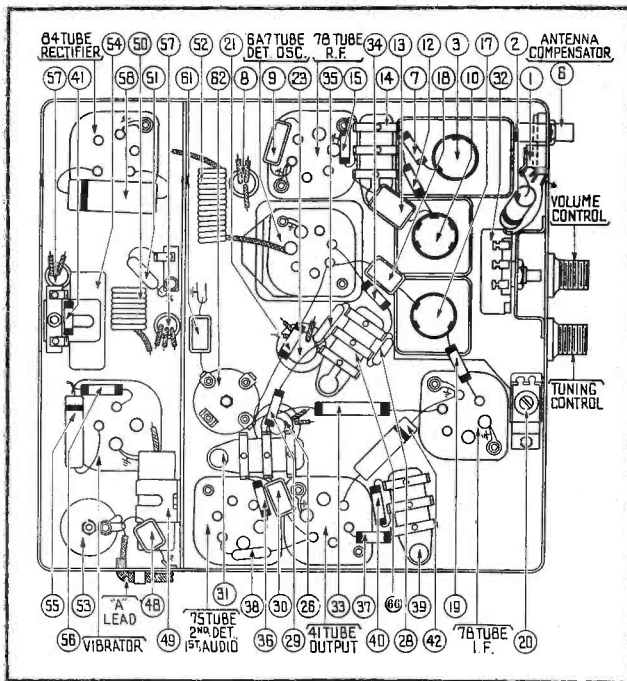 84 TUBE
RECTIFIER
54
50
57
52
21
6A7 TUBE
DET. OSC.
78 TUBE
R.F.
34
13
12
3
17
2
ANTENNA
COMPENSATOR
57
41
58
51
61
62
8
9
23
35
15
14
7
18
10
32
1
6
VOLUME
CONTROL
TUNING
CONTROL
55
53
"A"
LEAD
48
31
38
30
26
33
37
66
39
19
20
56
VIBRATOR
49
75 TUBE
2ND. DET.
1ST. AUDIO
36
29
41 TUBE
OUTPUT
40
28
42
78 TUBE
I.F.